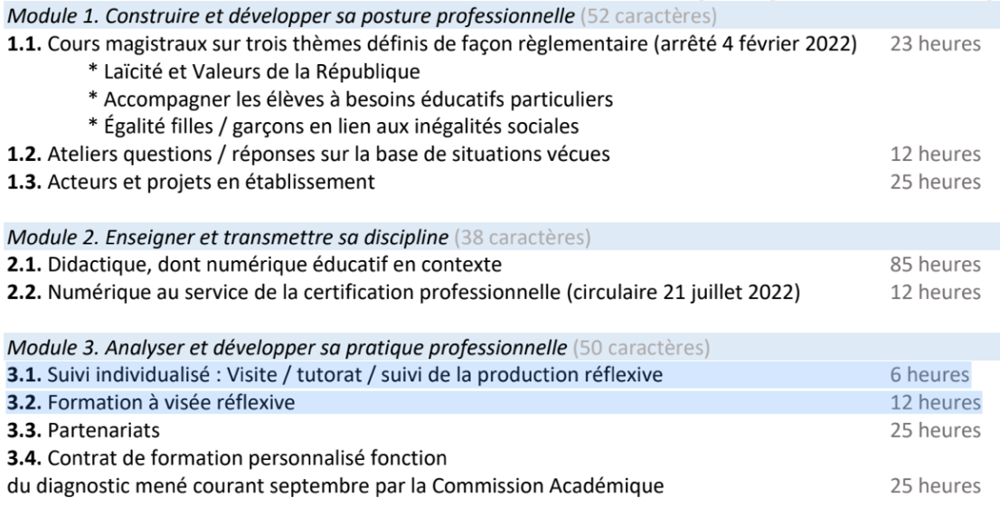 Module 1. Construire et développer sa posture professionnelle (52 caractères)
1.1. Cours magistraux sur trois thèmes définis de façon règlementaire (arrêté 4 février 2022) 23 heures
* Laïcité et Valeurs de la République
* Accompagner les élèves à besoins éducatifs particuliers
* Égalité filles / garçons en lien aux inégalités sociales
1.2. Ateliers questions / réponses sur la base de situations vécues 12 heures
1.3. Acteurs et projets en établissement 25 heures
Module 2. Enseigner et transmettre sa discipline (38 caractères)
2.1. Didactique, dont numérique éducatif en contexte 85 heures
2.2. Numérique au service de la certification professionnelle (circulaire 21 juillet 2022) 12 heures
Module 3. Analyser et développer sa pratique professionnelle (50 caractères)
3.1. Suivi individualisé : Visite / tutorat / suivi de la production réflexive 6 heures
3.2. Formation à visée réflexive 12 heures
3.3. Partenariats 25 heures
3.4. Contrat de formation personnalisé fonction
du diagnostic mené courant septembre par la Commission Académique 25 heures